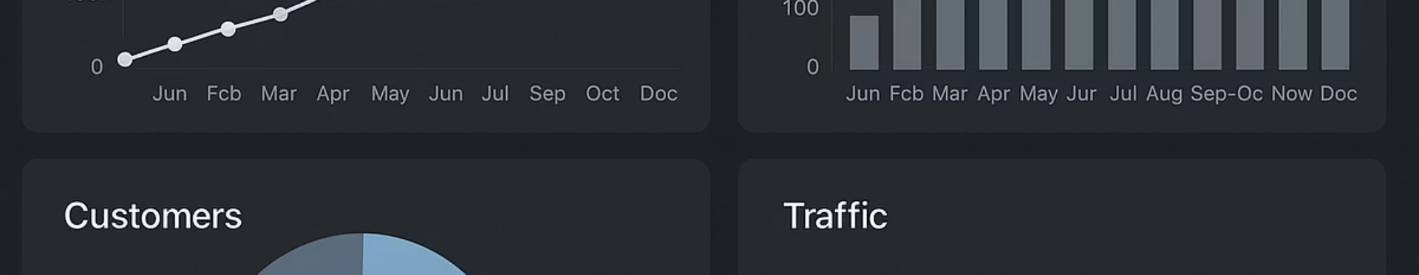 100
0
Jun Fcb Mar Apr May Jun Jul Sep Oct Doc
0
Jun Fcb Mar Apr May Jur Jul Aug Sep-Oc Now Doc
Customers
Traffic